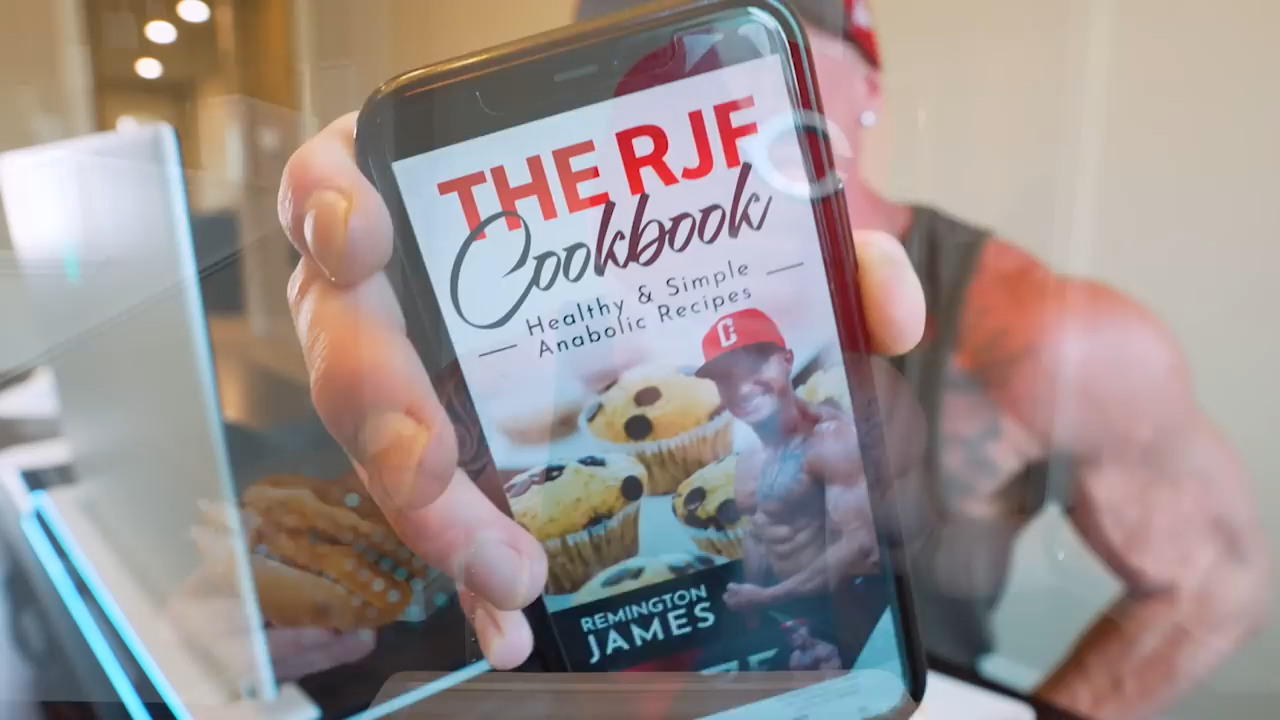 THE RJF
Cookbook
Healthy & Simple
Anabolic Recipes
REMINGTON
JAMES